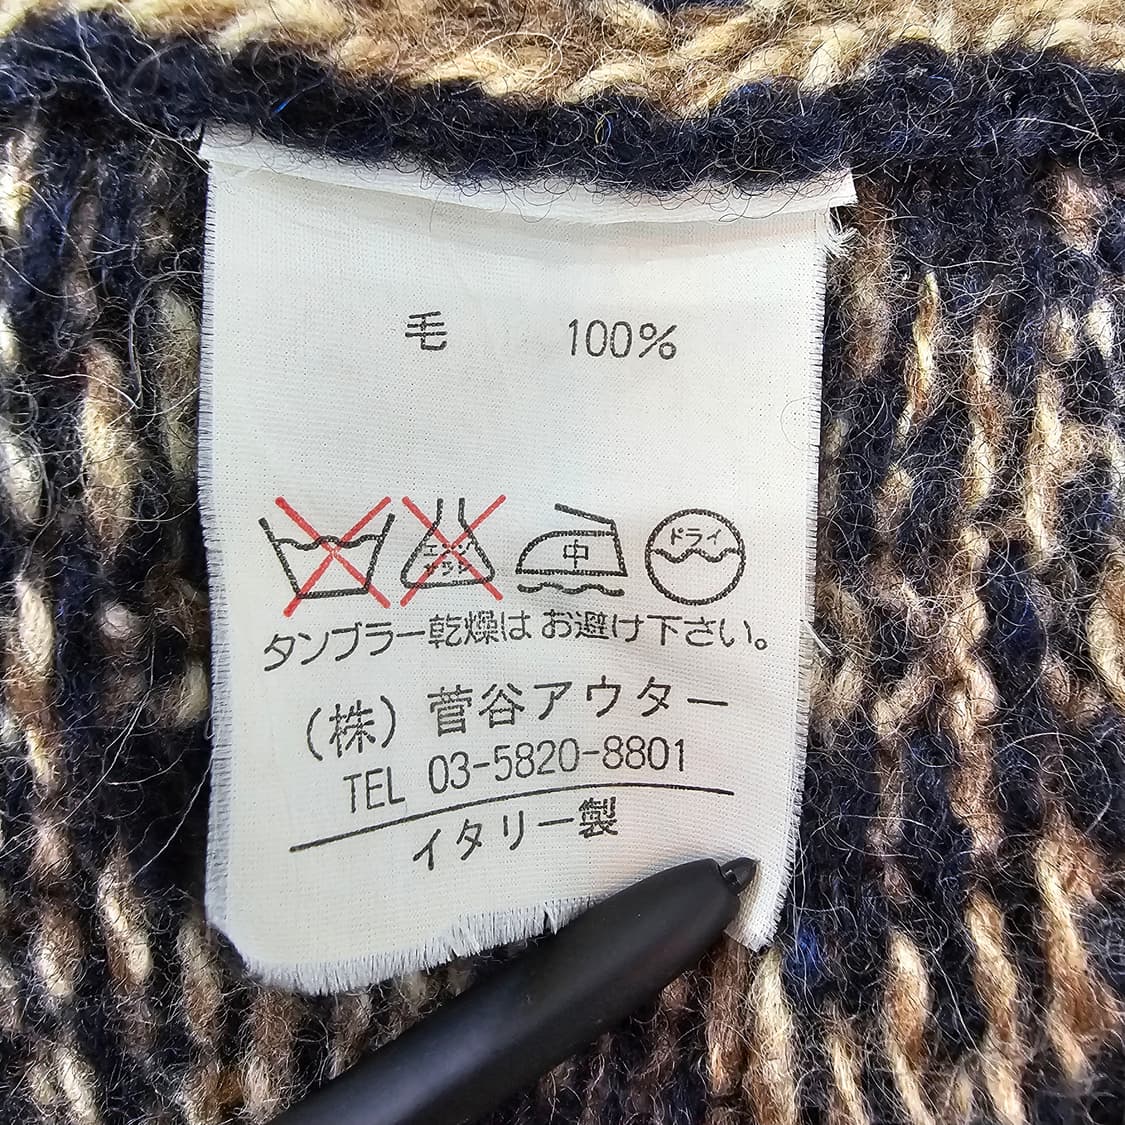 毛 100%
エンソ
サラシ
中
ドライ
タンブラー乾燥は お避け下さい。
(株) 菅谷アウター
TEL 03-5820-8801
イタリー製